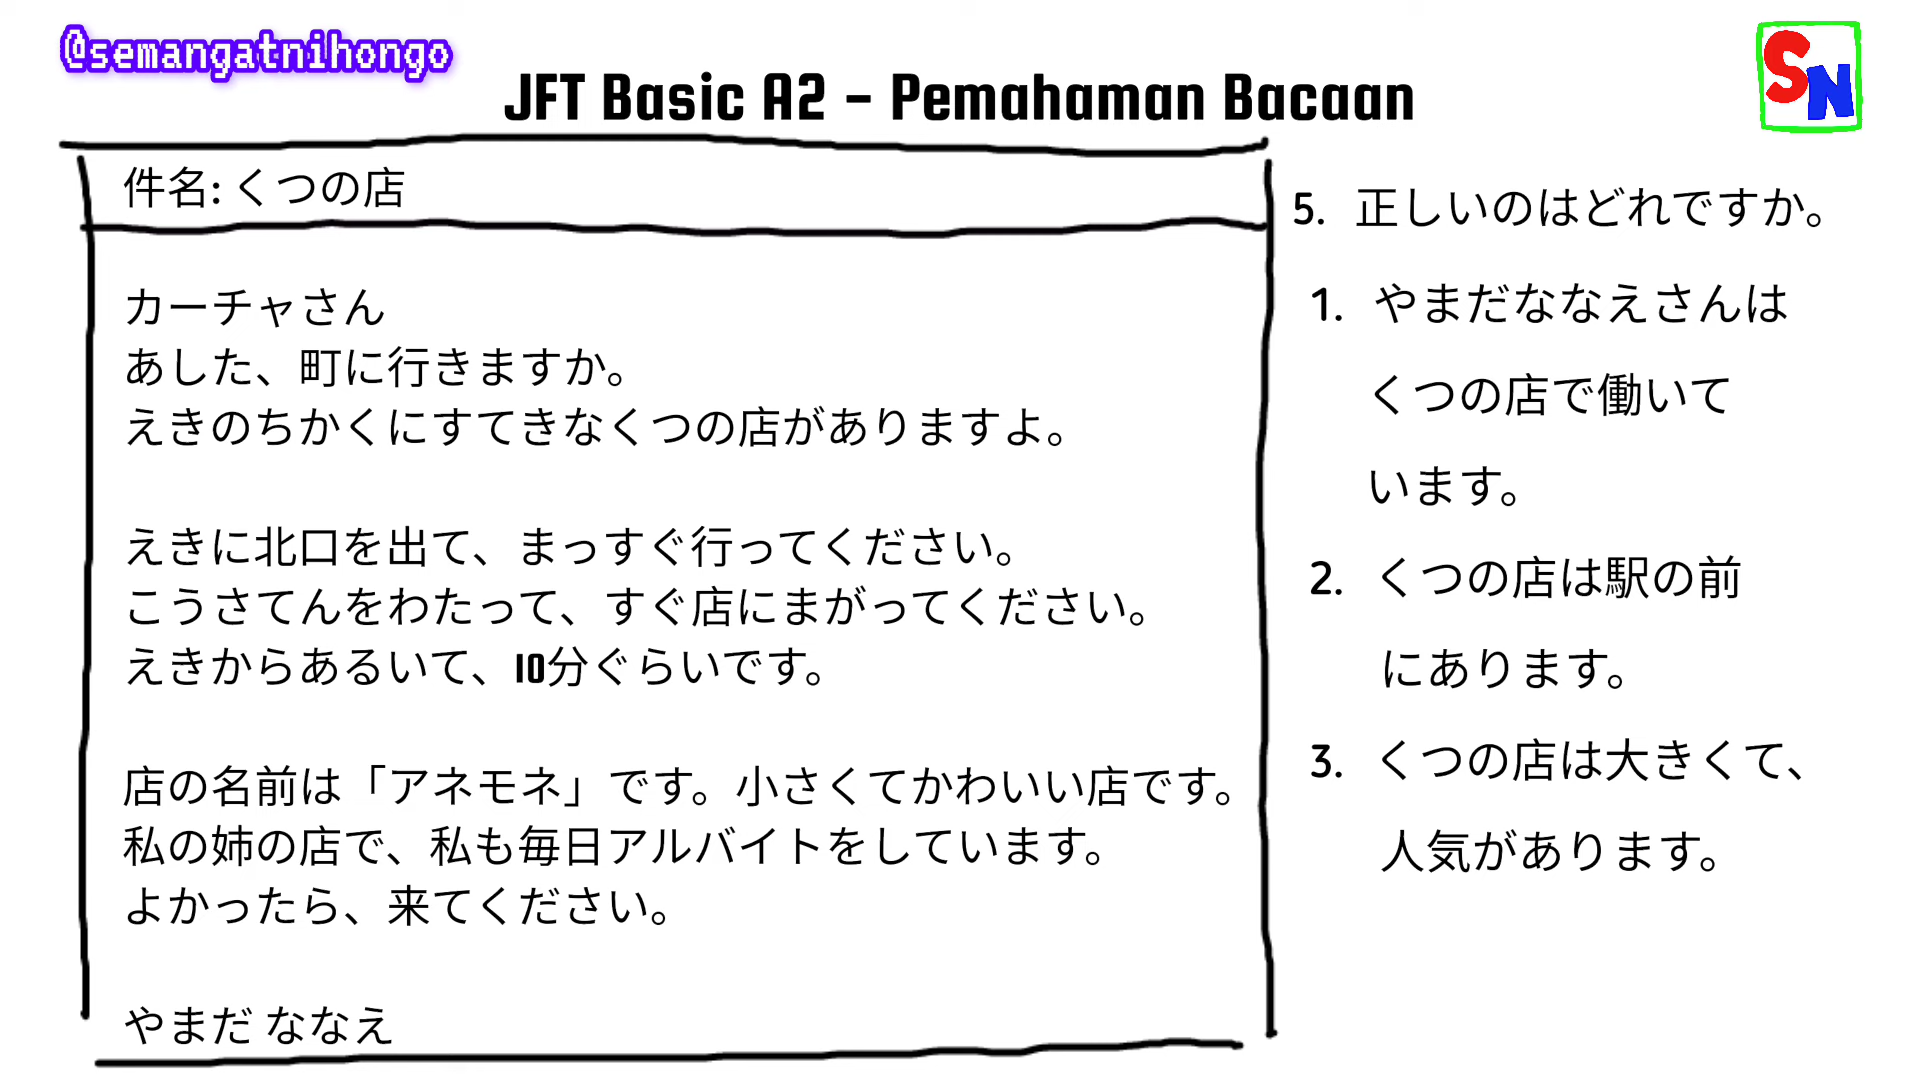 @semangatnihongo
JFT Basic A2 - Pemahaman Bacaan
SN
件名: くつの店
カーチャさん
あした、町に行きますか。
えきのちかくにすてきなくつの店がありますよ。
えきに北口を出て、まっすぐ行ってください。
こうさてんをわたって、すぐ店にまがってください。
えきからあるいて、10分ぐらいです。
店の名前は「アネモネ」です。小さくてかわいい店です。
私の姉の店で、私も毎日アルバイトをしています。
よかったら、来てください。
やまだ ななえ
5. 正しいのはどれですか。
1. やまだななえさんは
くつの店で働いて
います。
2. くつの店は駅の前
にあります。
3. くつの店は大きくて、
人気があります。